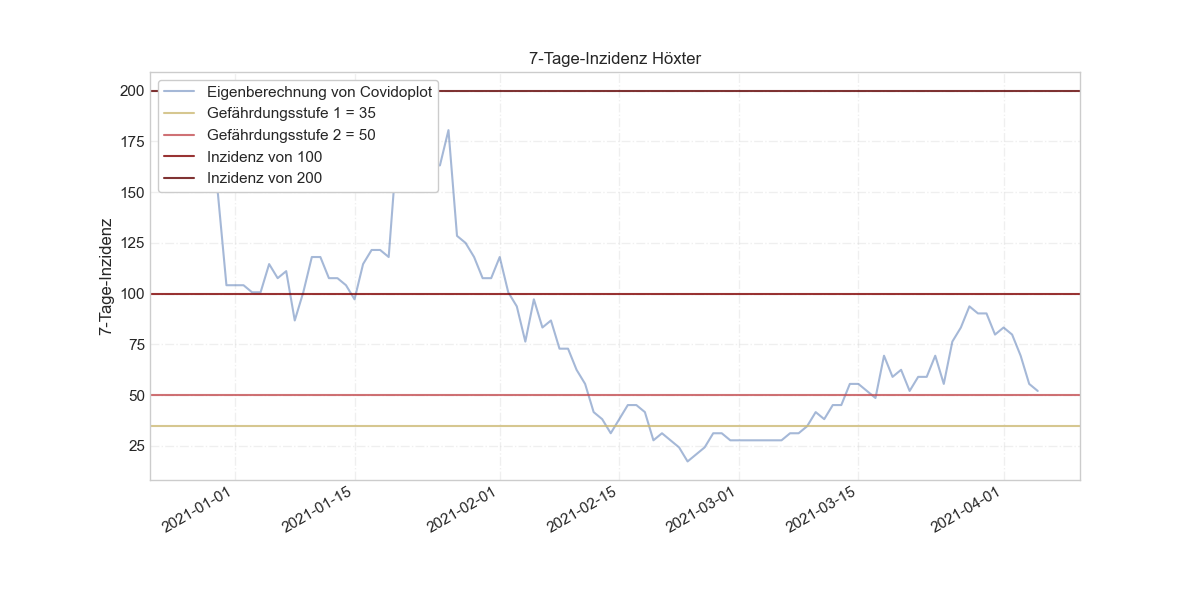 7-Tage-Inzidenz Höxter
7-Tage-Inzidenz
200
175
150
125
100
75
50
25
Eigenberechnung von Covidoplot
Gefährdungsstufe 1 = 35
Gefährdungsstufe 2 = 50
Inzidenz von 100
Inzidenz von 200
2021-01-01
2021-01-15
2021-02-01
2021-02-15
2021-03-01
2021-03-15
2021-04-01